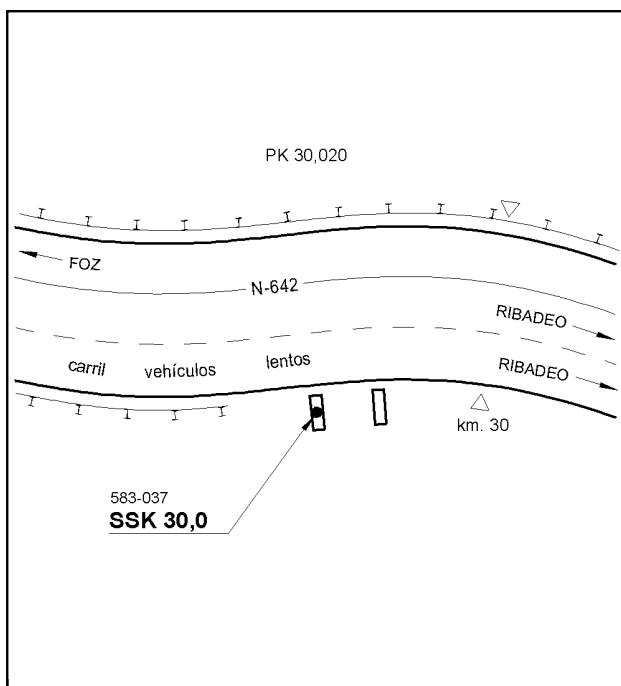 PK 30,020
FOZ
N-642
RIBADEO
carril vehículos lentos
RIBADEO
km. 30
583-037
SSK 30,0